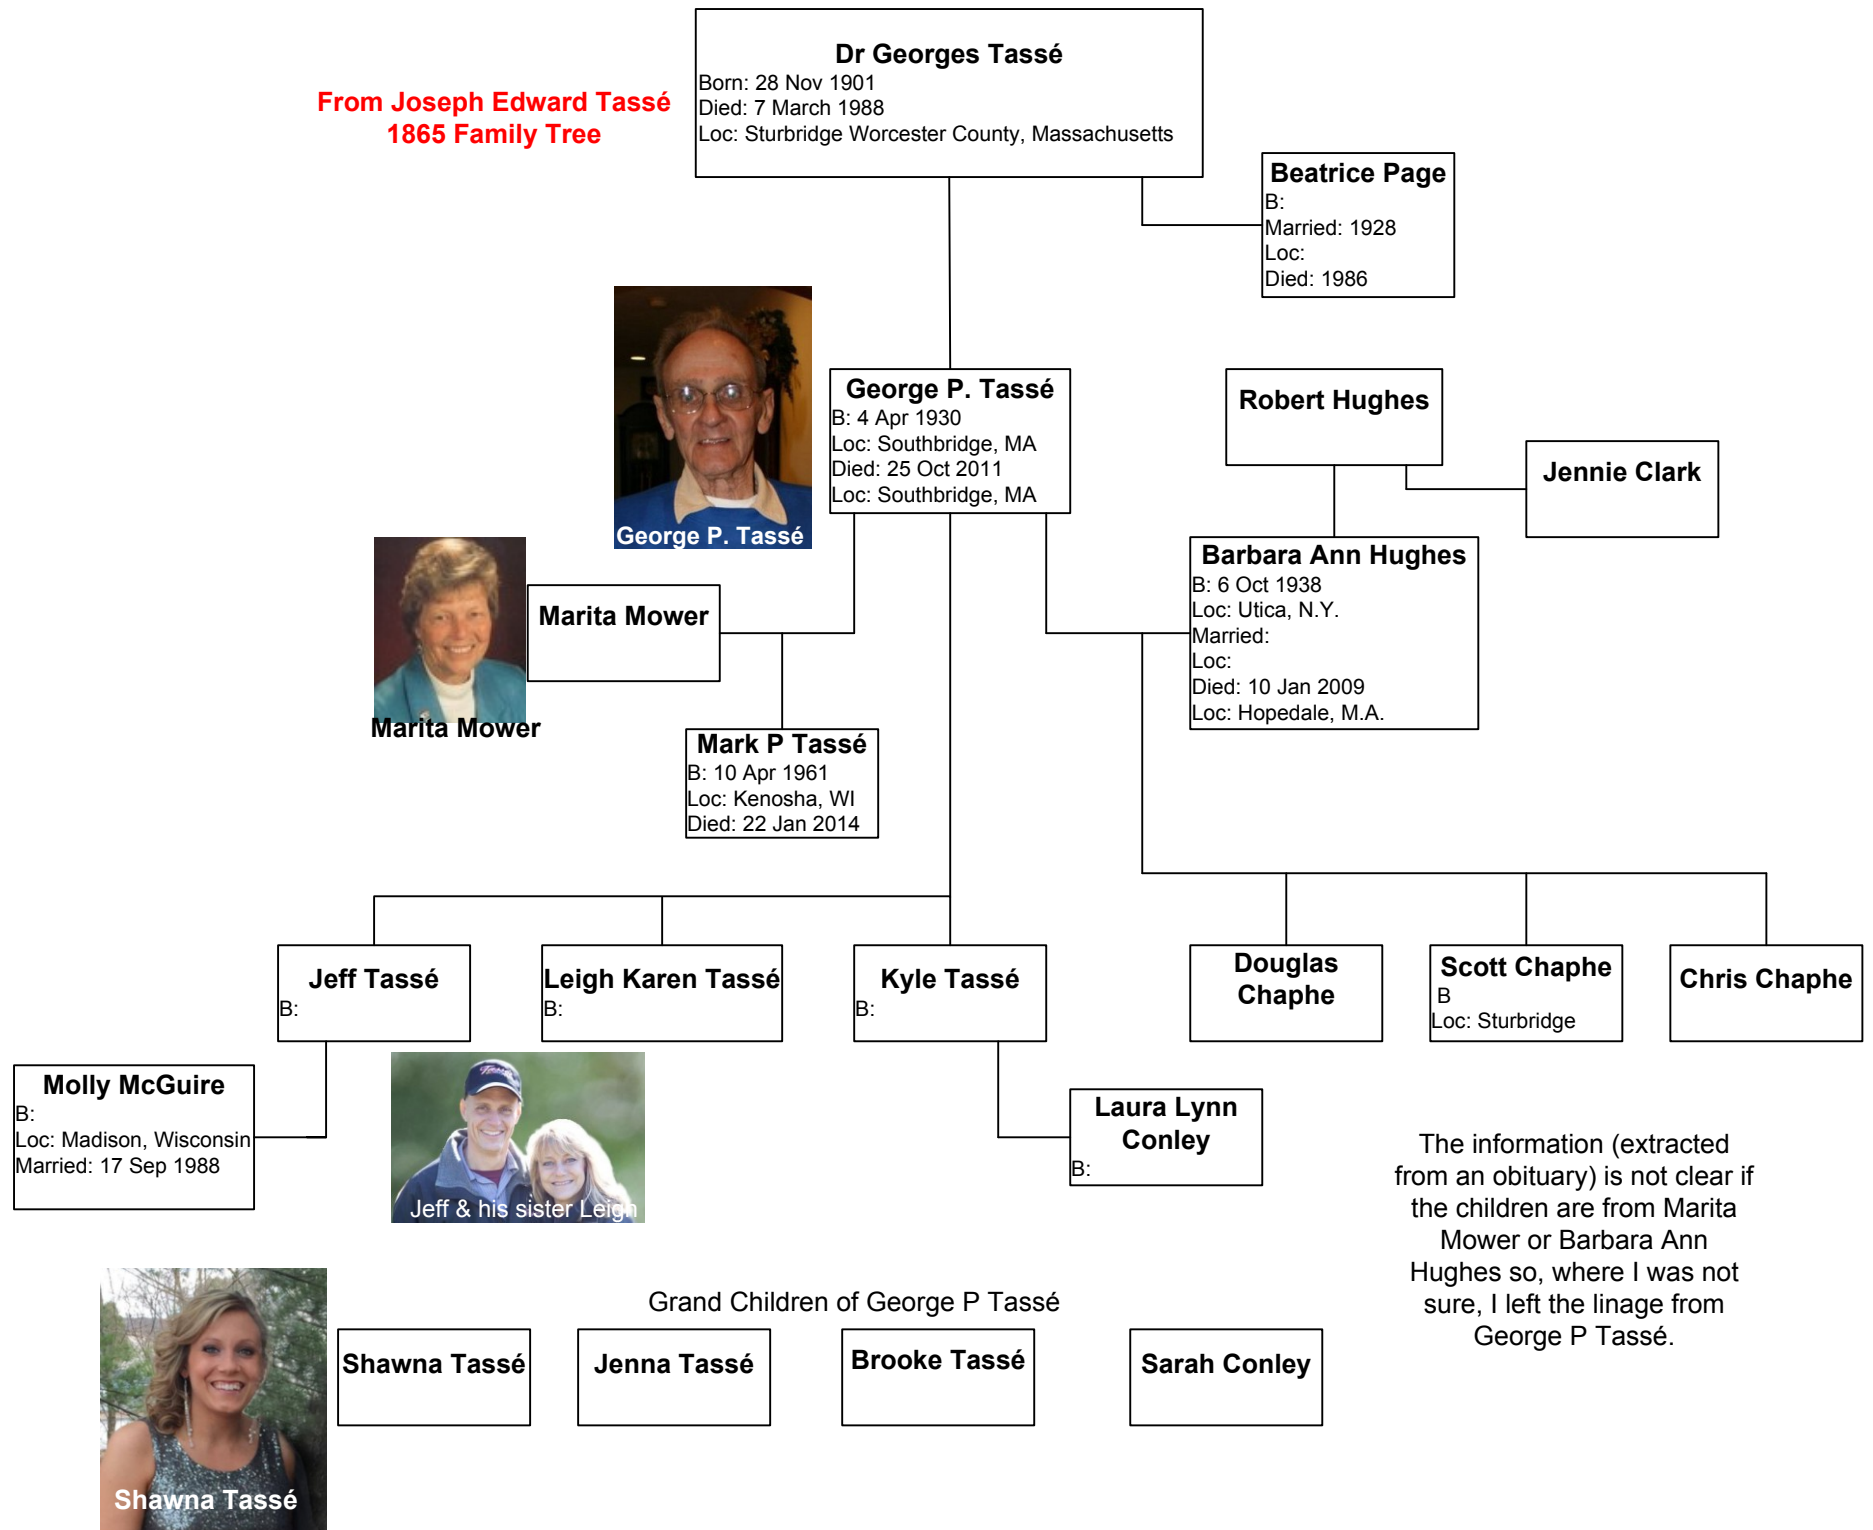 Dr Georges Tassé
Born: 28 Nov 1901
Died: 7 March 1988
Loc: Sturbridge Worcester County, Massachusetts
From Joseph Edward Tassé
1865 Family Tree
Beatrice Page
B:
Married: 1928
Loc:
Died: 1986
George P. Tassé
George P. Tassé
B: 4 Apr 1930
Loc: Southbridge, MA
Died: 25 Oct 2011
Loc: Southbridge, MA
Robert Hughes
Jennie Clark
Marita Mower
Marita Mower
Barbara Ann Hughes
B: 6 Oct 1938
Loc: Utica, N.Y.
Married:
Loc:
Died: 10 Jan 2009
Loc: Hopedale, M.A.
Mark P Tassé
B: 10 Apr 1961
Loc: Kenosha, WI
Died: 22 Jan 2014
Jeff Tassé
B:
Leigh Karen Tassé
B:
Kyle Tassé
B:
Douglas
Chaphe
Scott Chaphe
B
Loc: Sturbridge
Chris Chaphe
Molly McGuire
B:
Loc: Madison, Wisconsin
Married: 17 Sep 1988
Jeff & his sister Leigh
Laura Lynn
Conley
B:
The information (extracted
from an obituary) is not clear if
the children are from Marita
Mower or Barbara Ann
Hughes so, where I was not
sure, I left the linage from
George P Tassé.
Grand Children of George P Tassé
Shawna Tassé
Shawna Tassé
Jenna Tassé
Brooke Tassé
Sarah Conley